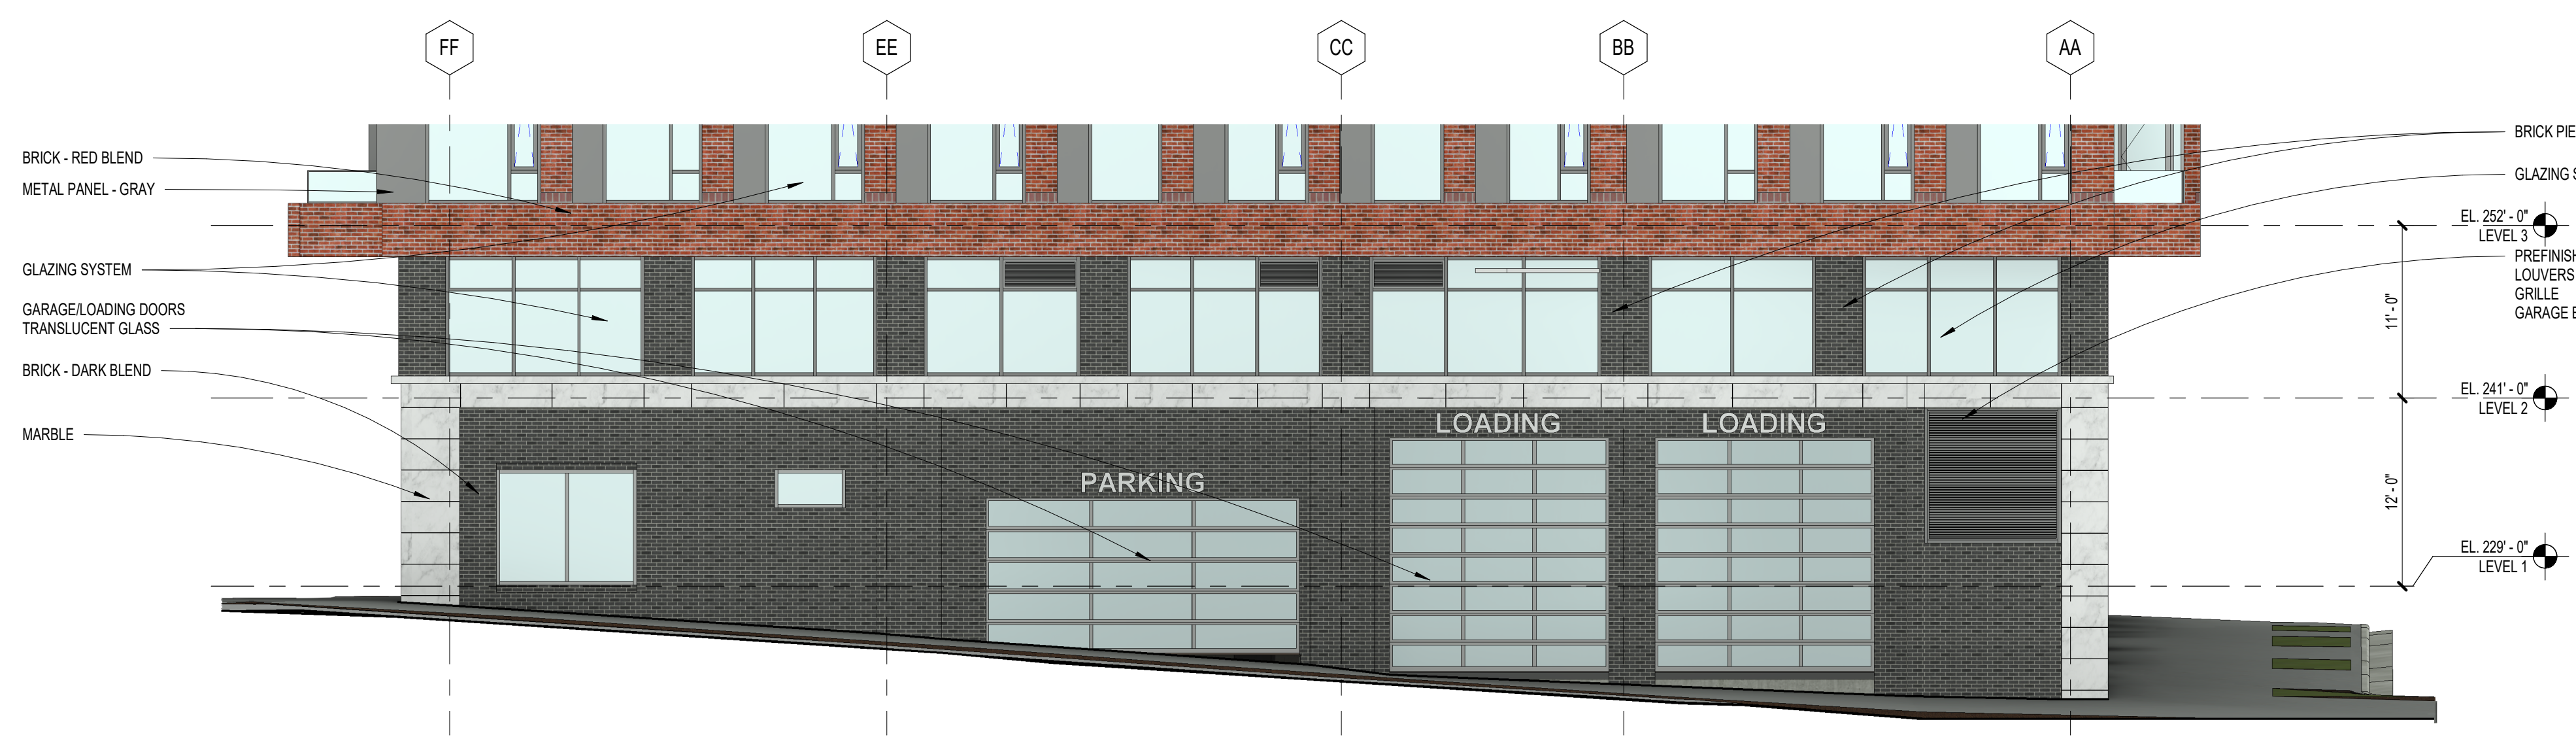 FF
EE
CC
BB
AA
BRICK - RED BLEND
METAL PANEL - GRAY
GLAZING SYSTEM
GARAGE/LOADING DOORS
TRANSLUCENT GLASS
BRICK - DARK BLEND
MARBLE
PARKING
LOADING
LOADING
BRICK PIE
GLAZING S
EL. 252' - 0"
LEVEL 3
PREFINISH
LOUVERS
GRILLE
GARAGE E
11' - 0"
EL. 241' - 0"
LEVEL 2
12' - 0"
EL. 229' - 0"
LEVEL 1